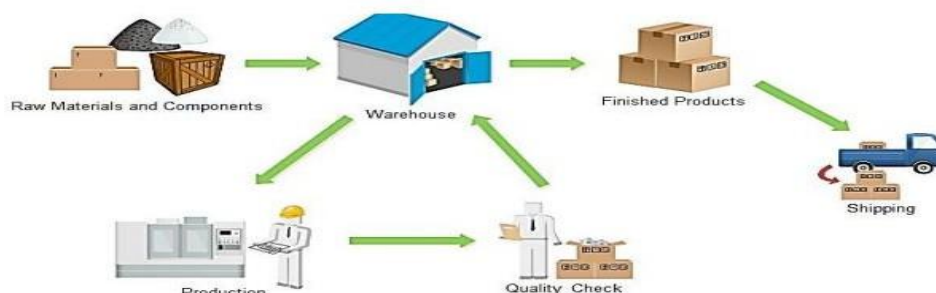 Raw Materials and Components
Warehouse
Finished Products
Shipping
Production
Quality Check